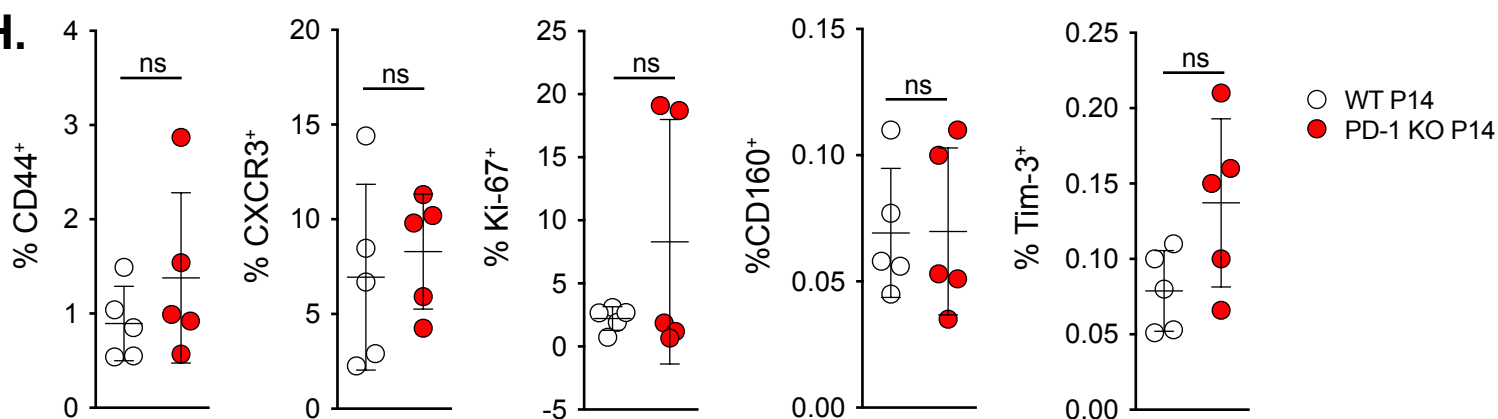 H.
% CD44+
4
3
2
1
0
ns
% CXCR3+
20
15
10
5
0
ns
% Ki-67+
25
20
15
10
5
0
-5
ns
%CD160+
0.15
0.10
0.05
0.00
ns
% Tim-3+
0.25
0.20
0.15
0.10
0.05
0.00
ns
WT P14
PD-1 KO P14